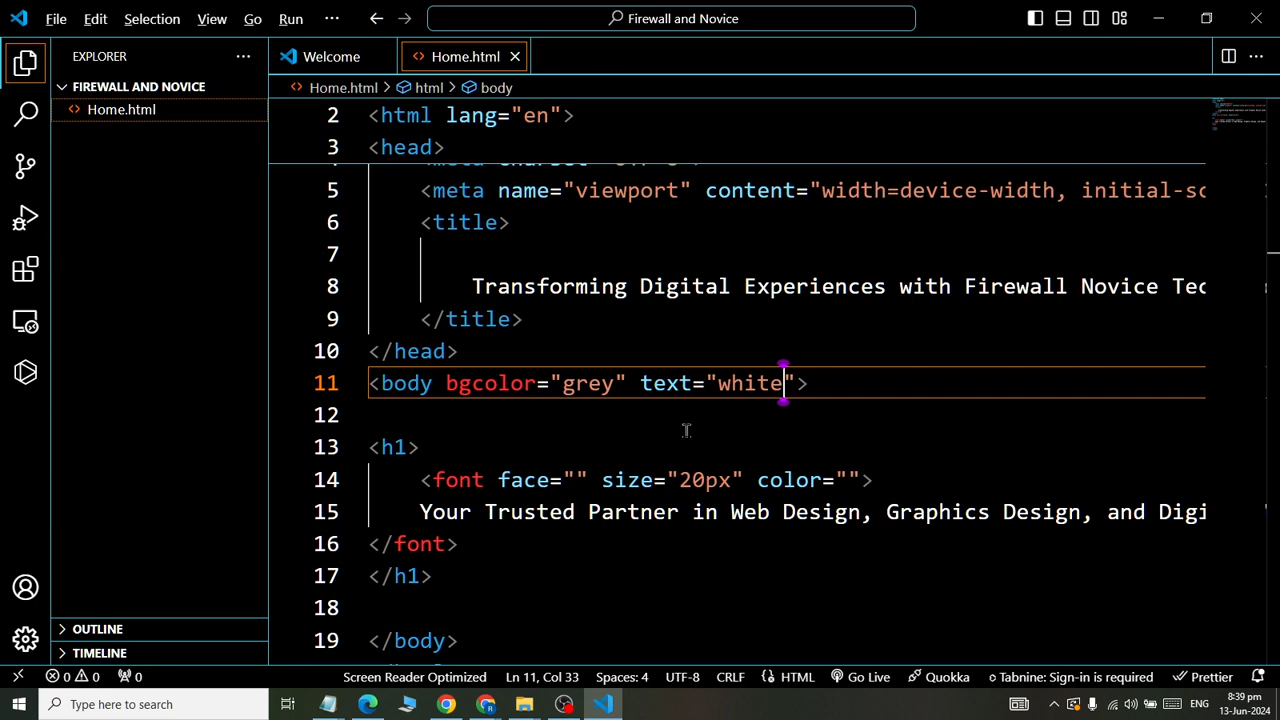 File Edit Selection View Go Run ··· Firewall and Novice
EXPLORER ···
FIREWALL AND NOVICE
Home.html
OUTLINE
TIMELINE
Welcome Home.html
Home.html > html > body
2 <html lang="en">
3 <head>
5 <meta name="viewport" content="width=device-width, initial-sc
6 <title>
7
8 Transforming Digital Experiences with Firewall Novice Tec
9 </title>
10 </head>
11 <body bgcolor="grey" text="white">
12
13 <h1>
14 <font face="" size="20px" color="">
15 Your Trusted Partner in Web Design, Graphics Design, and Digi
16 </font>
17 </h1>
18
19 </body>
0 0 0 Screen Reader Optimized Ln 11, Col 33 Spaces: 4 UTF-8 CRLF HTML Go Live Quokka Tabnine: Sign-in is required Prettier
Type here to search ENG 8:39 pm
13-Jun-2024